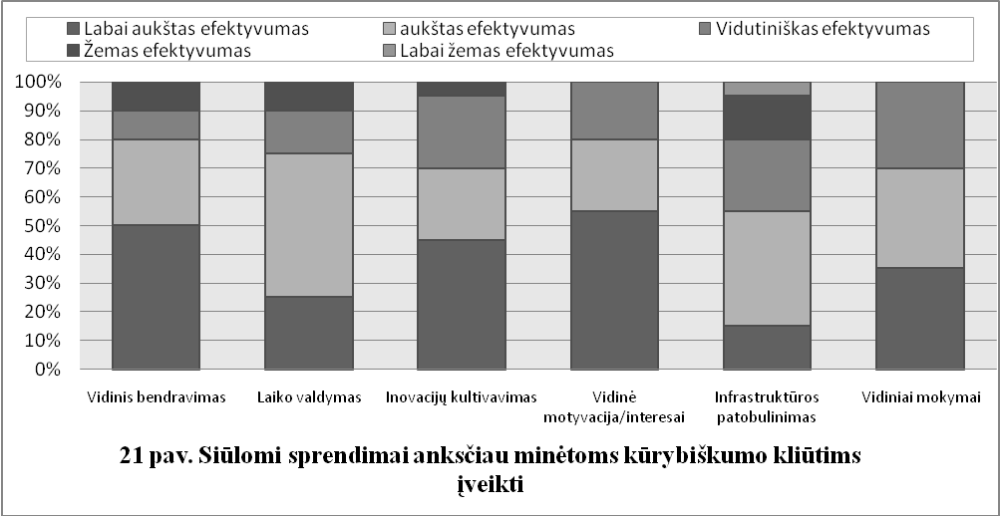 Labai aukštas efektyvumas aukštas efektyvumas Vidutiniškas efektyvumas
Žemas efektyvumas Labai žemas efektyvumas
100%
90%
80%
70%
60%
50%
40%
30%
20%
10%
0%
Vidinis bendravimas Laiko valdymas Inovacijų kultivavimas Vidinė Infrastruktūros Vidiniai mokymai
motyvacija/interesai patobulinimas
21 pav. Siūlomi sprendimai anksčiau minėtoms kūrybiškumo kliūtims
įveikti